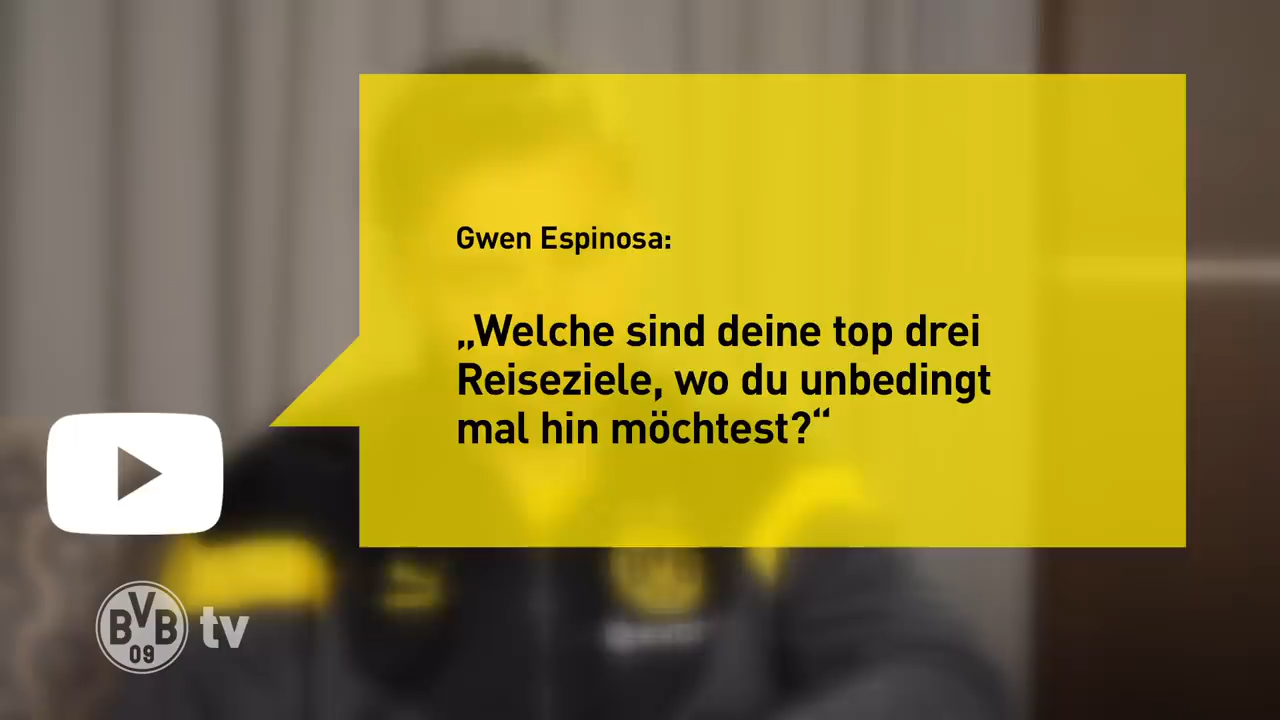 Gwen Espinosa:
„Welche sind deine top drei
Reiseziele, wo du unbedingt
mal hin möchtest?“
BVB 09 tv